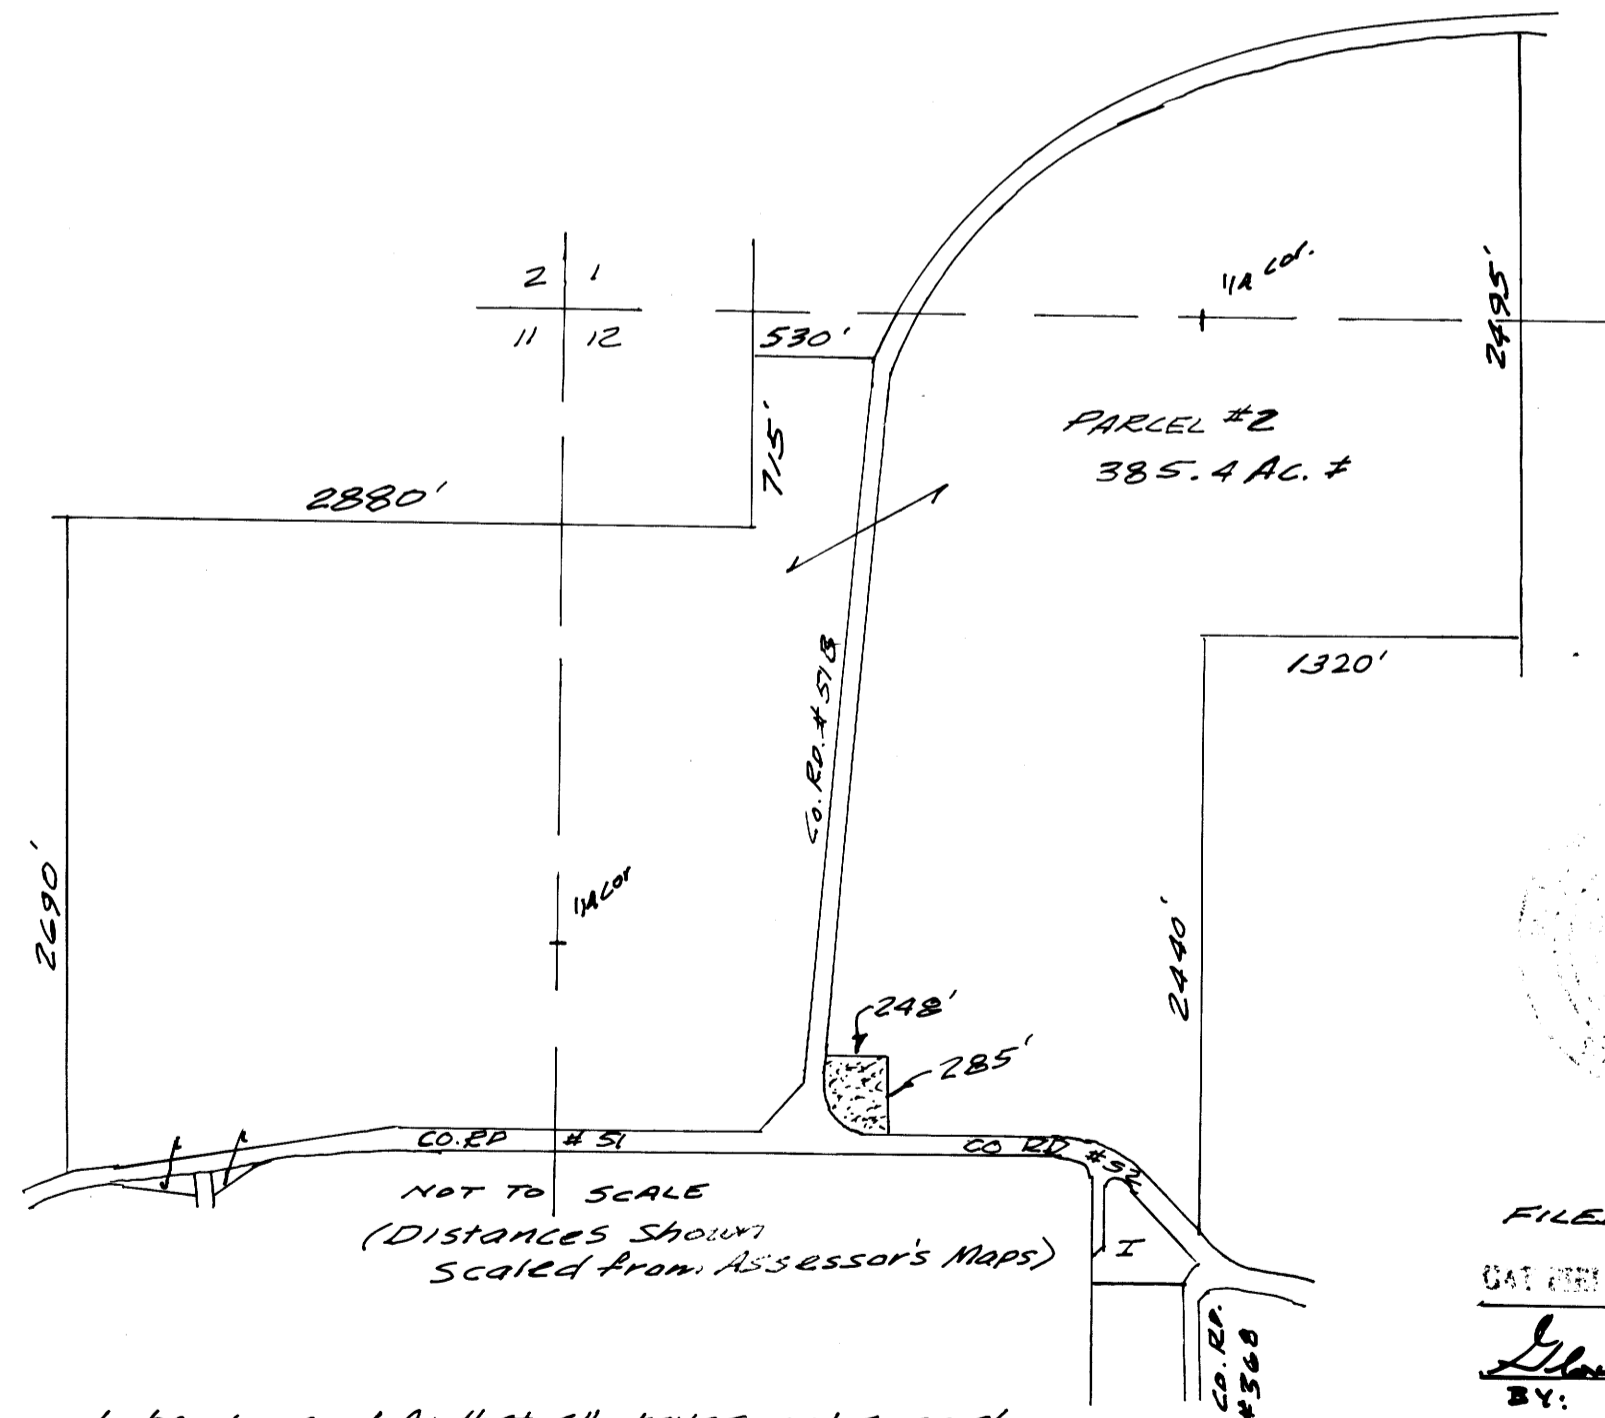 2 1
11 12
530'
1/4 cor.
2495'
PARCEL #2
385.4 Ac. ±
715'
2880'
1320'
Co. Rd. #51B
1/4 cor
2690'
2440'
248'
285'
CO. RD #51
CO RD #52
NOT TO SCALE
(Distances Shown
Scaled from Assessor's Maps)
I
CO. RD.
#368
BY: